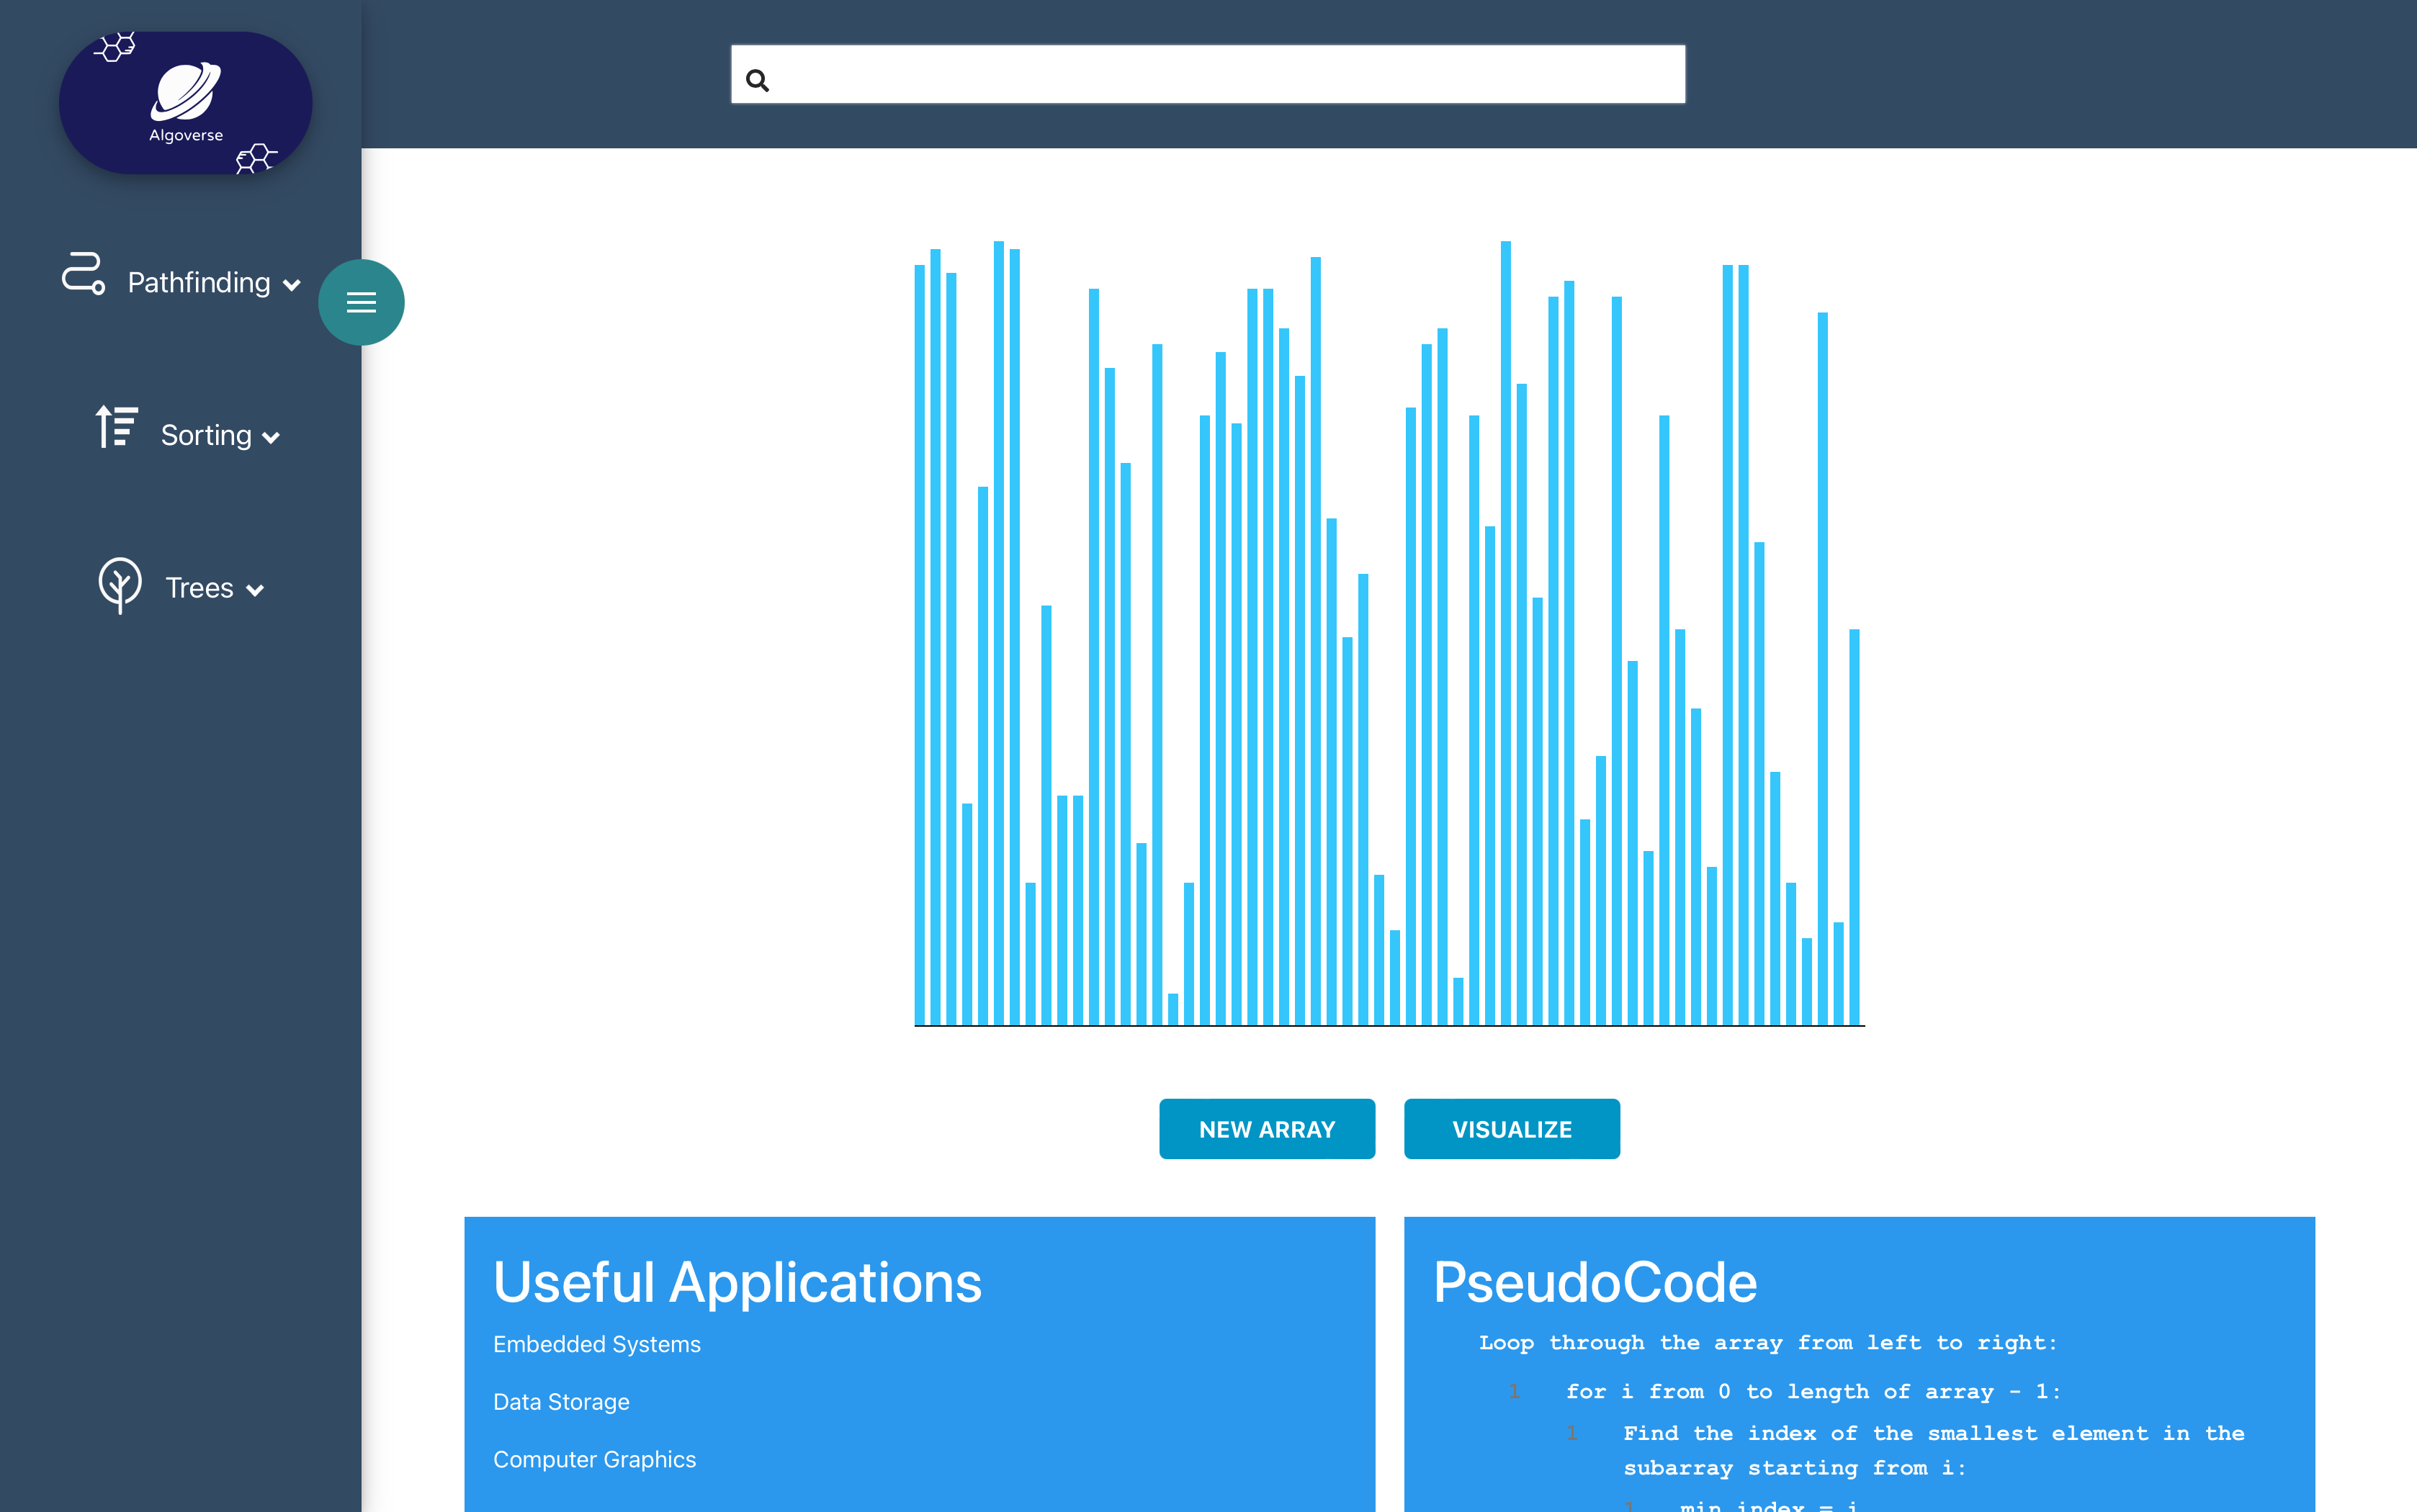 Algoverse
Pathfinding
Sorting
Trees
NEW ARRAY
VISUALIZE
Useful Applications
Embedded Systems
Data Storage
Computer Graphics
PseudoCode
Loop through the array from left to right:
1 for i from 0 to length of array - 1:
1 Find the index of the smallest element in the
subarray starting from i:
1 min_index = i